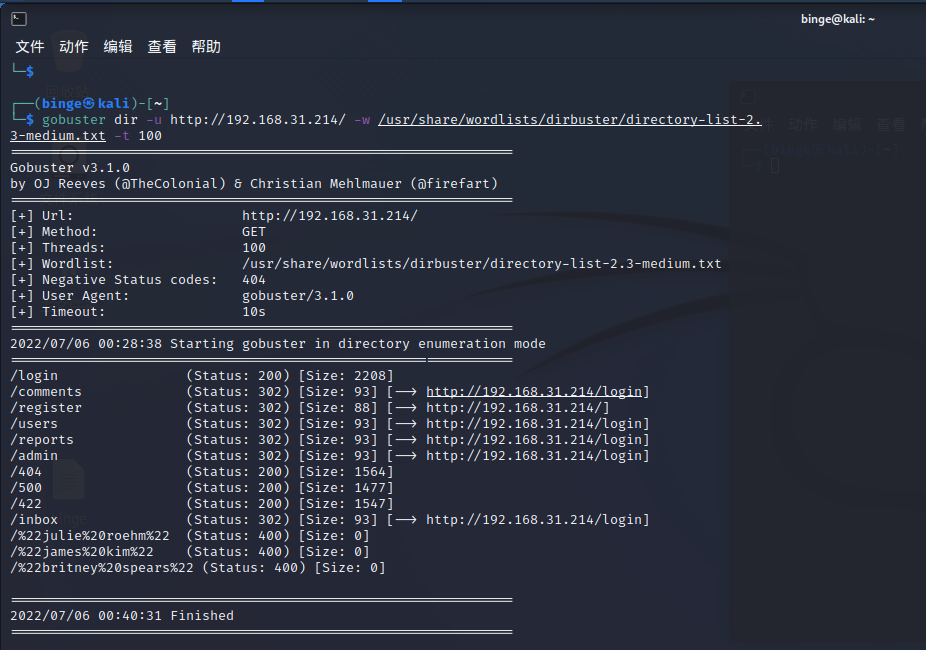 binge@kali: ~
文件 动作 编辑 查看 帮助
└─$
┌──(binge㉿kali)-[~]
└─$ gobuster dir -u http://192.168.31.214/ -w /usr/share/wordlists/dirbuster/directory-list-2.
3-medium.txt -t 100
===============================================================
Gobuster v3.1.0
by OJ Reeves (@TheColonial) & Christian Mehlmauer (@firefart)
===============================================================
[+] Url:                     http://192.168.31.214/
[+] Method:                  GET
[+] Threads:                 100
[+] Wordlist:                /usr/share/wordlists/dirbuster/directory-list-2.3-medium.txt
[+] Negative Status codes:   404
[+] User Agent:              gobuster/3.1.0
[+] Timeout:                 10s
===============================================================
2022/07/06 00:28:38 Starting gobuster in directory enumeration mode
===============================================================
/login                (Status: 200) [Size: 2208]
/comments             (Status: 302) [Size: 93] [--> http://192.168.31.214/login]
/register             (Status: 302) [Size: 88] [--> http://192.168.31.214/]
/users                (Status: 302) [Size: 93] [--> http://192.168.31.214/login]
/reports              (Status: 302) [Size: 93] [--> http://192.168.31.214/login]
/admin                (Status: 302) [Size: 93] [--> http://192.168.31.214/login]
/404                  (Status: 200) [Size: 1564]
/500                  (Status: 200) [Size: 1477]
/422                  (Status: 200) [Size: 1547]
/inbox                (Status: 302) [Size: 93] [--> http://192.168.31.214/login]
/%22julie%20roehm%22  (Status: 400) [Size: 0]
/%22james%20kim%22    (Status: 400) [Size: 0]
/%22britney%20spears%22 (Status: 400) [Size: 0]
===============================================================
2022/07/06 00:40:31 Finished
===============================================================